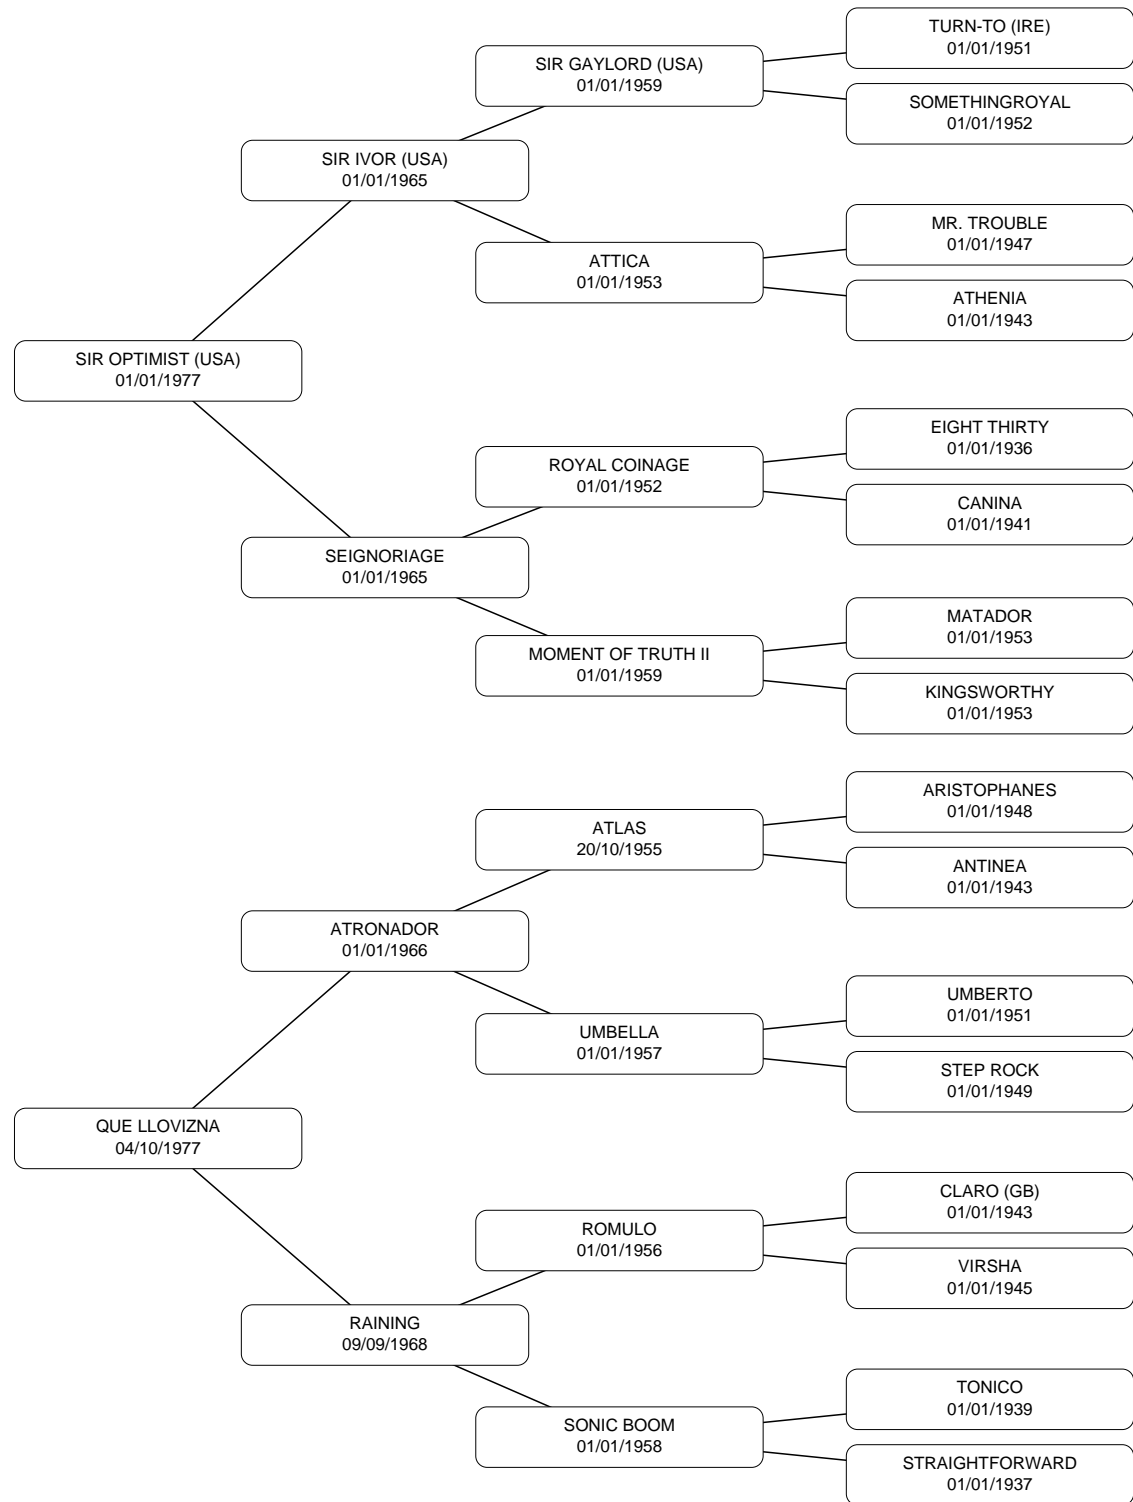 TURN-TO (IRE)
01/01/1951
SIR GAYLORD (USA)
01/01/1959
SOMETHINGROYAL
01/01/1952
SIR IVOR (USA)
01/01/1965
MR. TROUBLE
01/01/1947
ATTICA
01/01/1953
ATHENIA
01/01/1943
SIR OPTIMIST (USA)
01/01/1977
EIGHT THIRTY
01/01/1936
ROYAL COINAGE
01/01/1952
CANINA
01/01/1941
SEIGNORIAGE
01/01/1965
MATADOR
01/01/1953
MOMENT OF TRUTH II
01/01/1959
KINGSWORTHY
01/01/1953
ARISTOPHANES
01/01/1948
ATLAS
20/10/1955
ANTINEA
01/01/1943
ATRONADOR
01/01/1966
UMBERTO
01/01/1951
UMBELLA
01/01/1957
STEP ROCK
01/01/1949
QUE LLOVIZNA
04/10/1977
CLARO (GB)
01/01/1943
ROMULO
01/01/1956
VIRSHA
01/01/1945
RAINING
09/09/1968
TONICO
01/01/1939
SONIC BOOM
01/01/1958
STRAIGHTFORWARD
01/01/1937